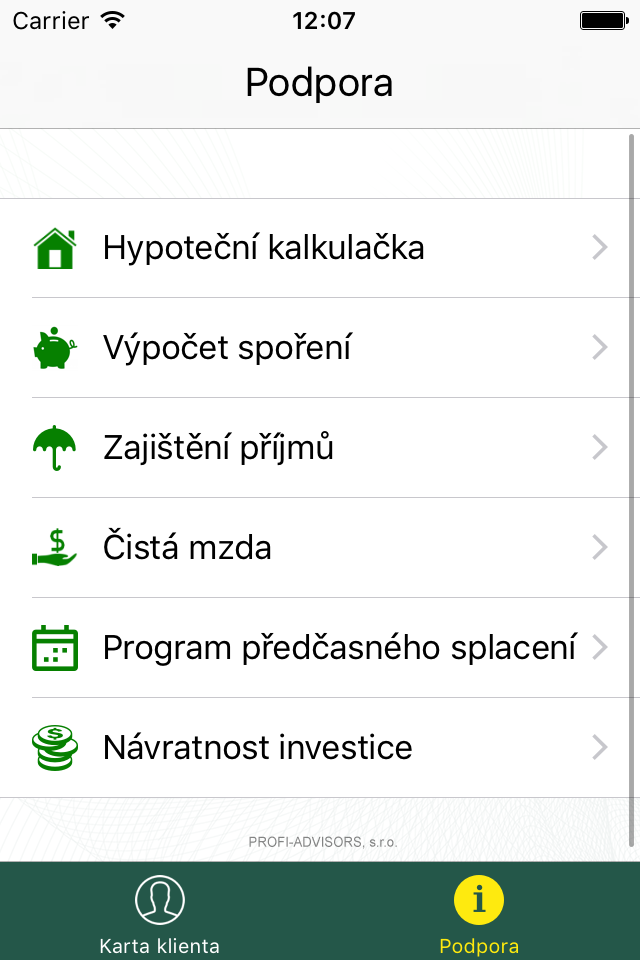 Carrier 12:07
Podpora
Hypoteční kalkulačka
Výpočet spoření
Zajištění příjmů
Čistá mzda
Program předčasného splacení
Návratnost investice
PROFI-ADVISORS, s.r.o.
Karta klienta Podpora